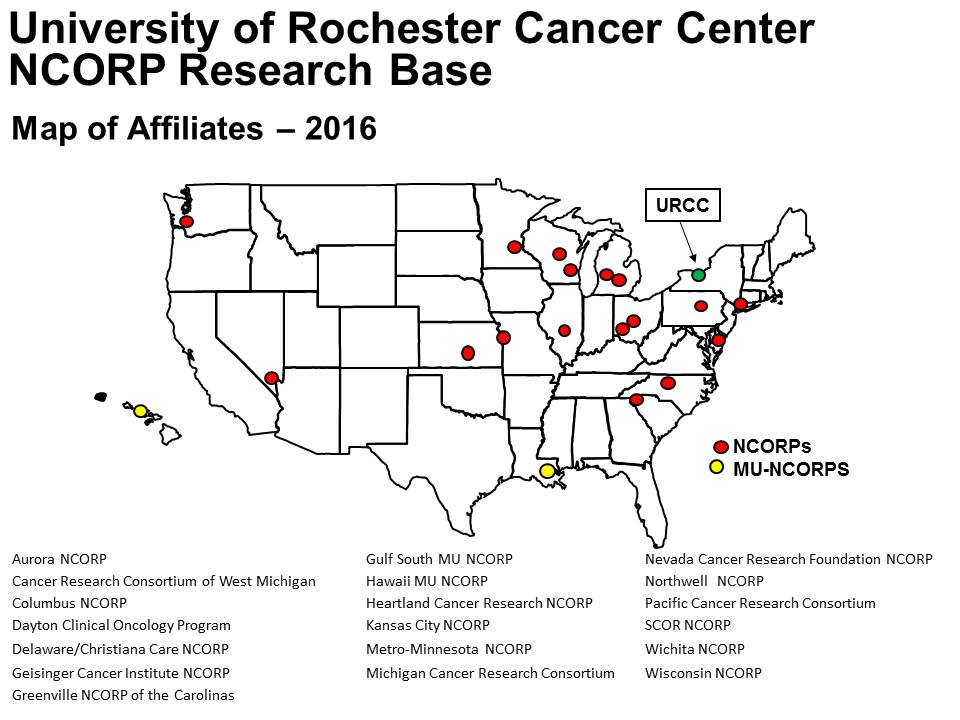 University of Rochester Cancer Center
NCORP Research Base
Map of Affiliates – 2016
URCC
NCORPs
MU-NCORPS
Aurora NCORP
Cancer Research Consortium of West Michigan
Columbus NCORP
Dayton Clinical Oncology Program
Delaware/Christiana Care NCORP
Geisinger Cancer Institute NCORP
Greenville NCORP of the Carolinas
Gulf South MU NCORP
Hawaii MU NCORP
Heartland Cancer Research NCORP
Kansas City NCORP
Metro-Minnesota NCORP
Michigan Cancer Research Consortium
Nevada Cancer Research Foundation NCORP
Northwell NCORP
Pacific Cancer Research Consortium
SCOR NCORP
Wichita NCORP
Wisconsin NCORP